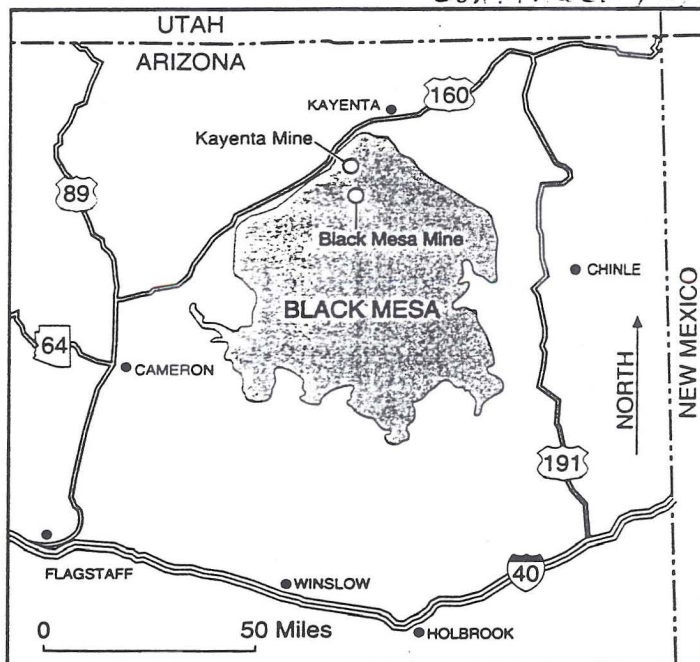 UTAH
ARIZONA
KAYENTA
160
Kayenta Mine
89
Black Mesa Mine
CHINLE
BLACK MESA
64
CAMERON
NORTH
NEW MEXICO
191
FLAGSTAFF
WINSLOW
40
0 50 Miles
HOLBROOK